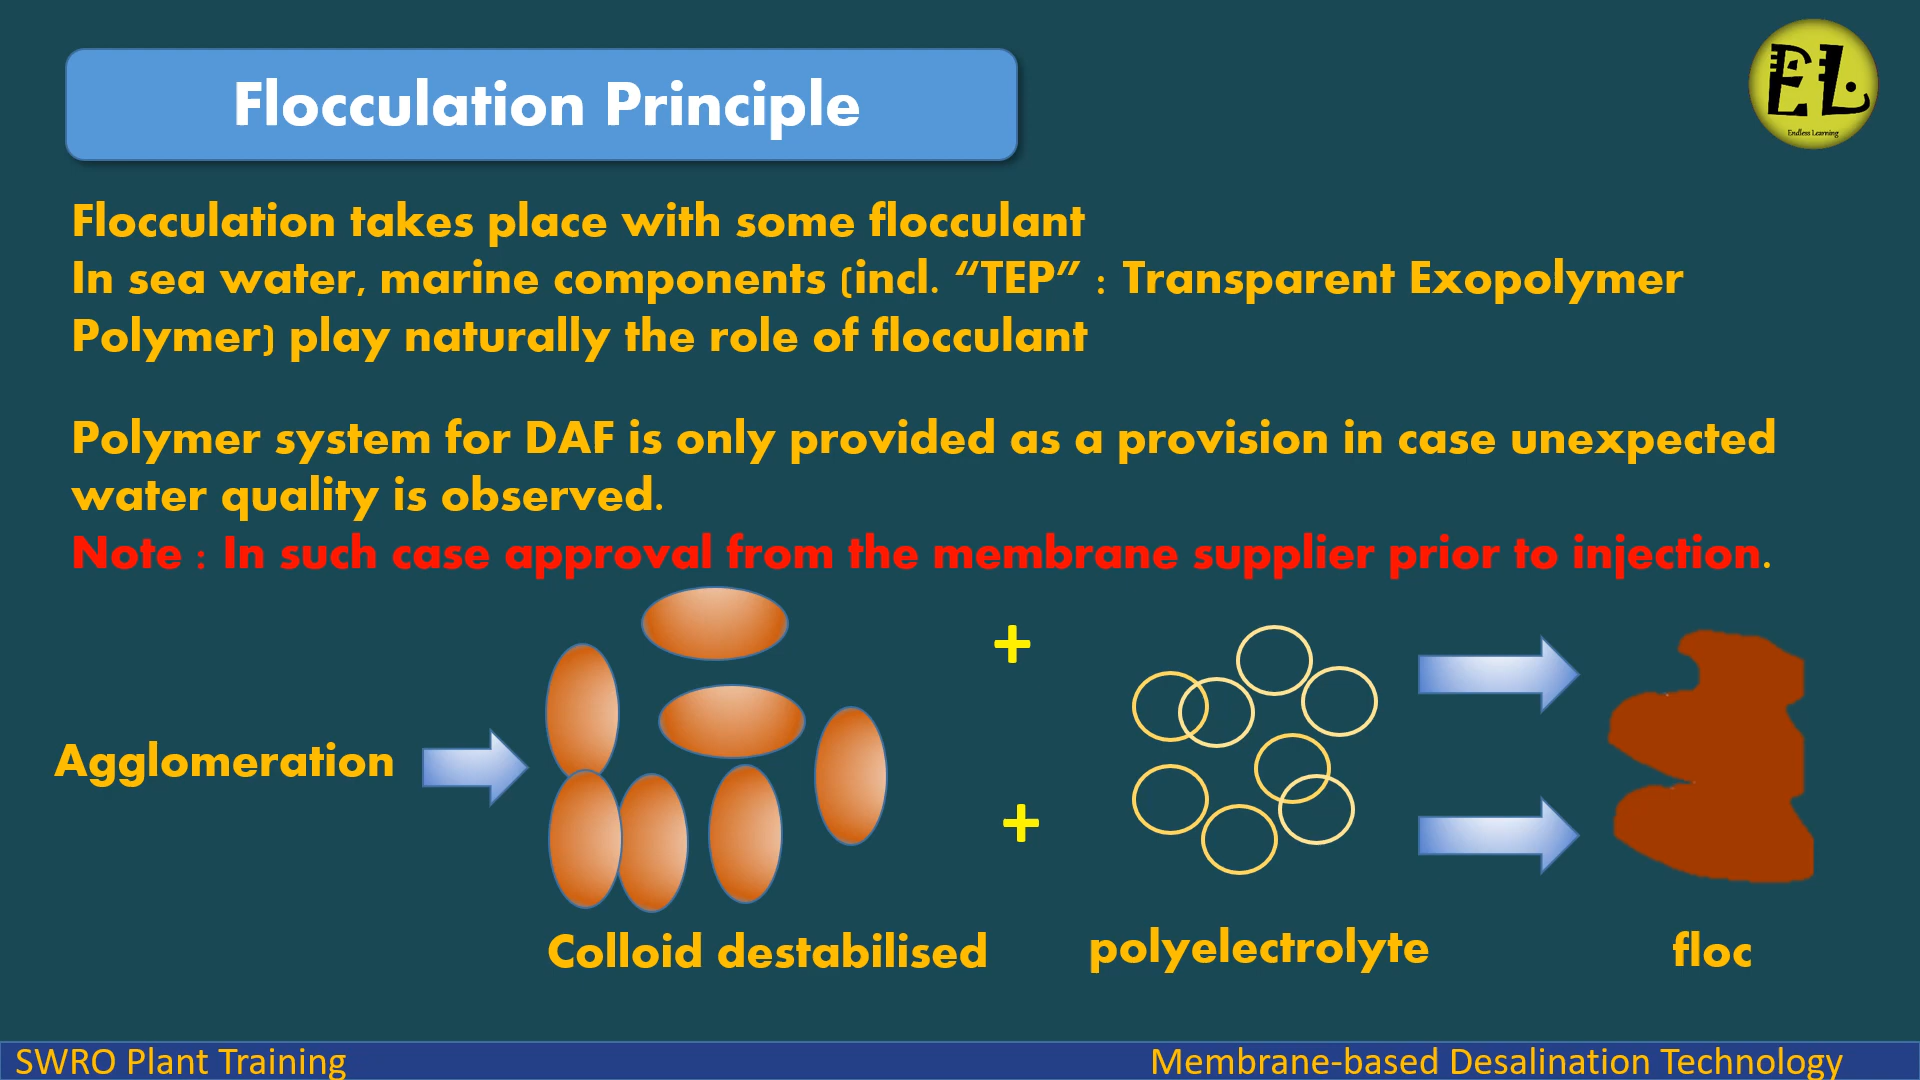 Flocculation Principle
EL
Endless Learning
Flocculation takes place with some flocculant
In sea water, marine components (incl. “TEP” : Transparent Exopolymer
Polymer) play naturally the role of flocculant
Polymer system for DAF is only provided as a provision in case unexpected
water quality is observed.
Note : In such case approval from the membrane supplier prior to injection.
+
+
Agglomeration
Colloid destabilised
polyelectrolyte
floc
SWRO Plant Training
Membrane-based Desalination Technology